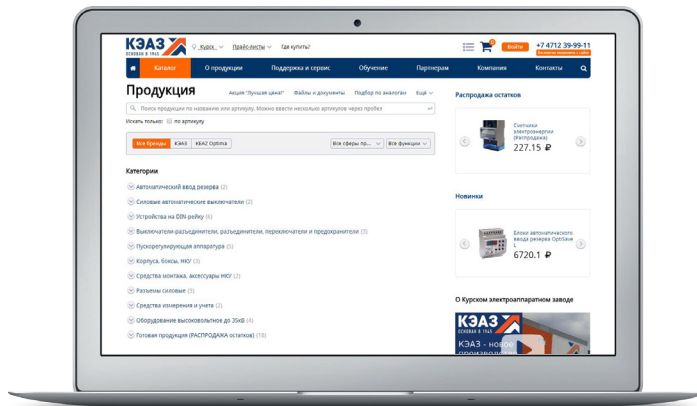 КЭАЗ
ОСНОВАН В 1945
Курск
Прайс-листы
Где купить?
0
Войти
+7 4712 39-99-11
Каталог
О продукции
Поддержка и сервис
Обучение
Партнерам
Компания
Контакты
Продукция
Акция "Лучшая цена!"
Файлы и документы
Подбор по аналогам
Ещё
Поиск продукции по названию или артикулу. Можно ввести несколько артикулов через пробел
Искать только:
по артикулу
Все бренды
КЭАЗ
KEAZ Optima
Все сферы пр...
Все функции
Категории
Автоматический ввод резерва (2)
Силовые автоматические выключатели (2)
Устройства на DIN-рейку (6)
Выключатели-разъединители, разъединители, переключатели и предохранители (3)
Пускорегулирующая аппаратура (5)
Корпуса, боксы, НКУ (3)
Средства монтажа, аксессуары НКУ (2)
Разъемы силовые (3)
Средства измерения и учета (2)
Оборудование высоковольтное до 35кВ (4)
Готовая продукция (РАСПРОДАЖА остатков) (10)
Распродажа остатков
Счетчики
электроэнергии
(Распродажа)
227.15 ₽
Новинки
Блоки автоматического
ввода резерва OptiSave
L
6720.1 ₽
О Курском электроаппаратном заводе
КЭАЗ
ОСНОВАН В 1945
КЭАЗ - новое
производство